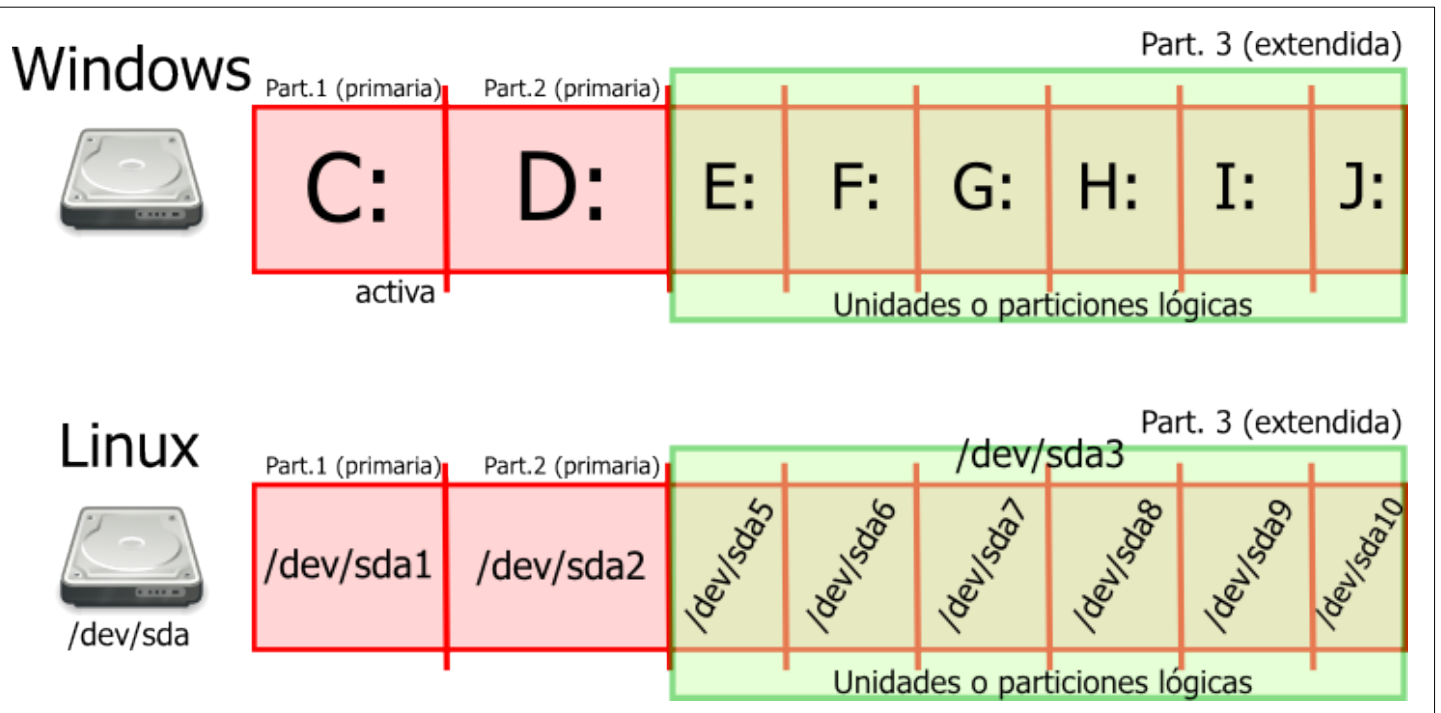 Windows
Part.1 (primaria)
Part.2 (primaria)
Part. 3 (extendida)
C:
D:
E:
F:
G:
H:
I:
J:
activa
Unidades o particiones lógicas
Linux
Part.1 (primaria)
Part.2 (primaria)
Part. 3 (extendida)
/dev/sda3
/dev/sda1
/dev/sda2
/dev/sda5
/dev/sda6
/dev/sda7
/dev/sda8
/dev/sda9
/dev/sda10
/dev/sda
Unidades o particiones lógicas